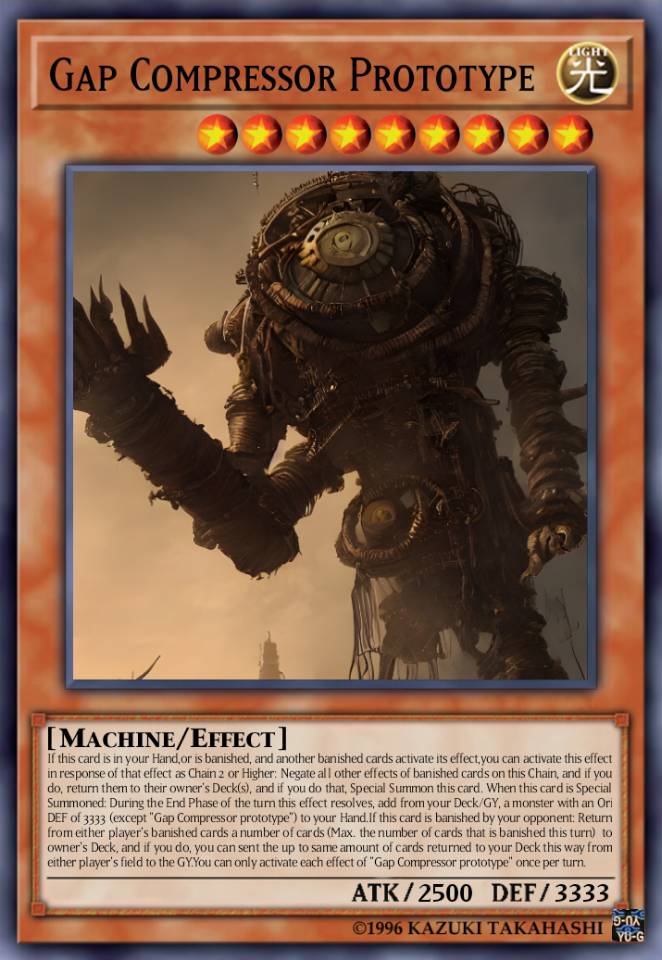 Gap Compressor Prototype
LIGHT
光
[Machine/Effect]
If this card is in your Hand,or is banished, and another banished cards activate its effect,you can activate this effect
in response of that effect as Chain 2 or Higher: Negate all other effects of banished cards on this Chain, and if you
do, return them to their owner's Deck(s), and if you do that, Special Summon this card. When this card is Special
Summoned: During the End Phase of the turn this effect resolves, add from your Deck/GY, a monster with an Ori
DEF of 3333 (except "Gap Compressor prototype") to your Hand.If this card is banished by your opponent: Return
from either player's banished cards a number of cards (Max. the number of cards that is banished this turn) to
owner's Deck, and if you do, you can sent the up to same amount of cards returned to your Deck this way from
either player's field to the GY.You can only activate each effect of "Gap Compressor prototype" once per turn.
ATK/2500 DEF/3333
©1996 KAZUKI TAKAHASHI